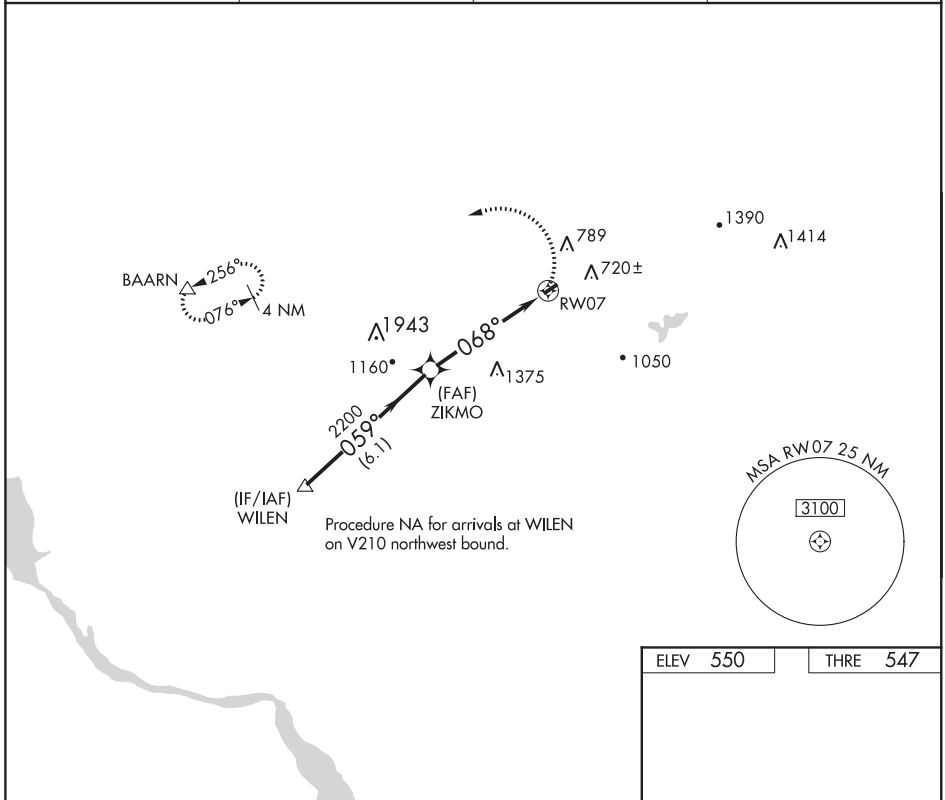 1390
789
1414
720±
BAARN
256°
076°
4 NM
RW07
1943
068°
1160
1050
1375
(FAF)
ZIKMO
2200
059°
(6.1)
(IF/IAF)
WILEN
Procedure NA for arrivals at WILEN
on V210 northwest bound.
MSA RW07 25 NM
3100
ELEV 550
THRE 547